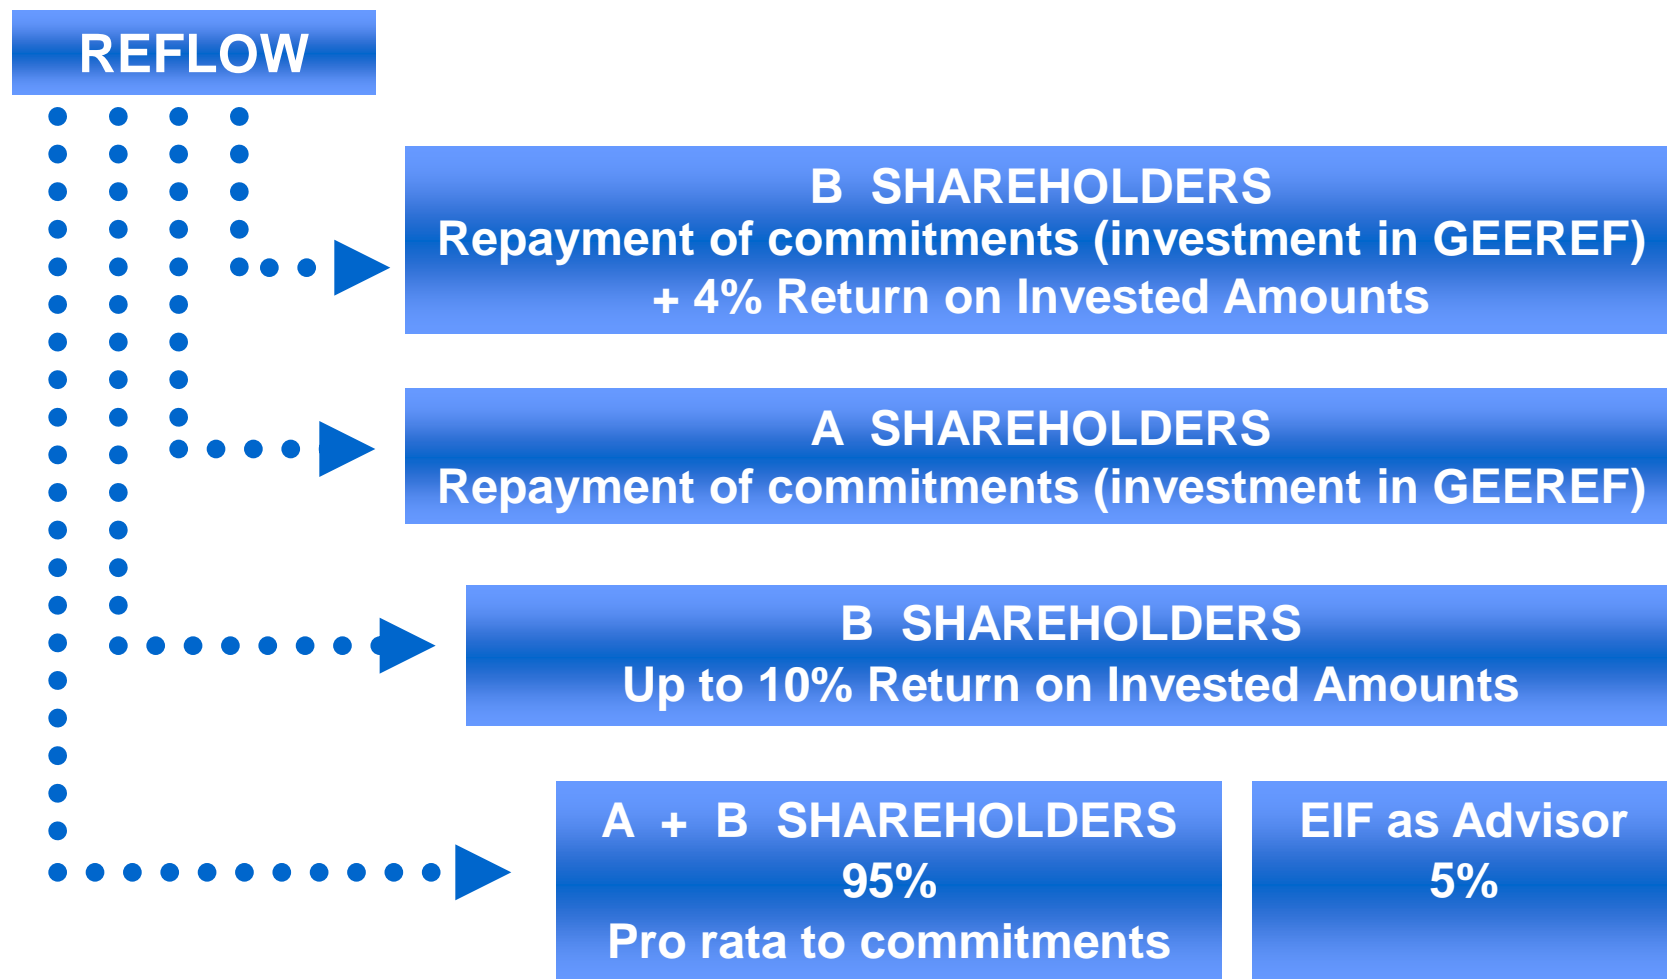 REFLOW
B SHAREHOLDERS
Repayment of commitments (investment in GEEREF)
+ 4% Return on Invested Amounts
A SHAREHOLDERS
Repayment of commitments (investment in GEEREF)
B SHAREHOLDERS
Up to 10% Return on Invested Amounts
A + B SHAREHOLDERS
95%
Pro rata to commitments
EIF as Advisor
5%